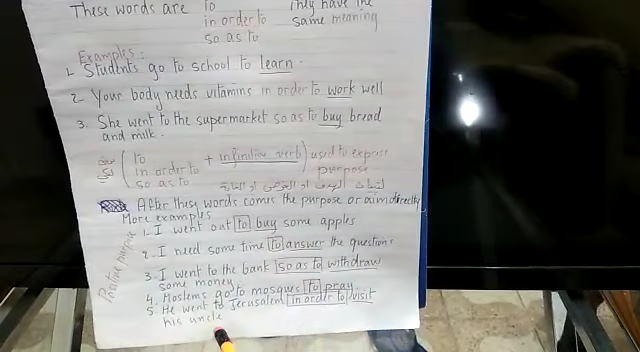 These words are to They have the
in order to same meaning
so as to
Examples:
1. Students go to school to learn.
2. Your body needs vitamins in order to work well
3. She went to the supermarket so as to buy bread
and milk.
to
in order to + infinitive verb used to express
so as to purpose
After these words comes the purpose or aim directly
More examples
1. I went out to buy some apples
2. I need some time to answer the questions
3. I went to the bank so as to withdraw
some money
4. Moslems go to mosques to pray
5. He went to Jerusalem in order to visit
his uncle
Positive purpose